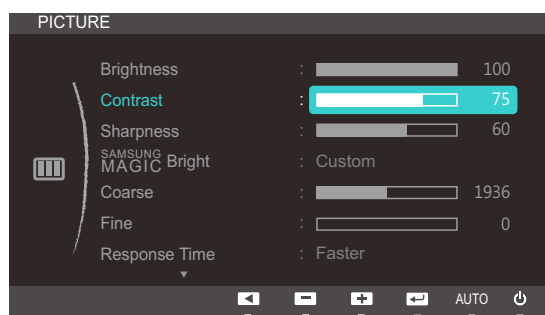 PICTURE
Brightness : 100
Contrast : 75
Sharpness : 60
SAMSUNG MAGIC Bright : Custom
Coarse : 1936
Fine : 0
Response Time : Faster
AUTO